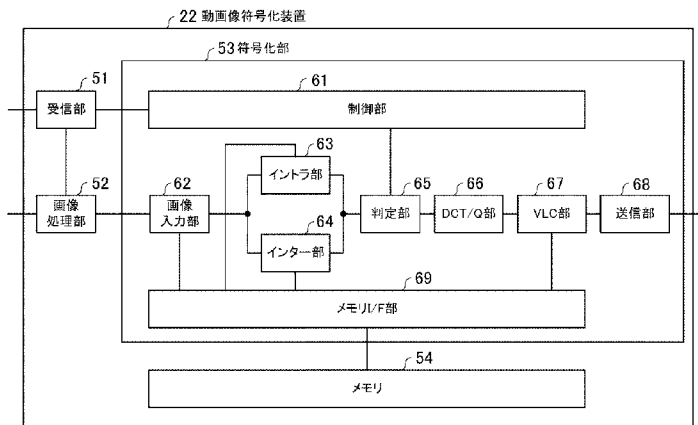 22 動画像符号化装置
53 符号化部
51
受信部
61
制御部
63
イントラ部
52
画像
処理部
62
画像
入力部
64
インター部
65
判定部
66
DCT/Q部
67
VLC部
68
送信部
69
メモリI/F部
54
メモリ